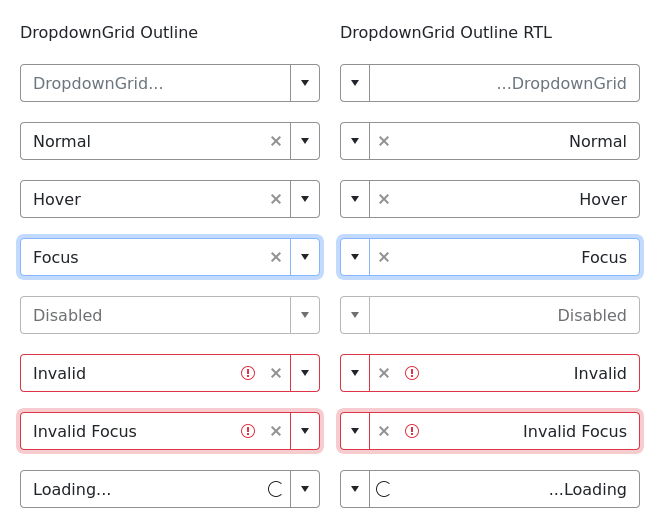 DropdownGrid Outline
DropdownGrid Outline RTL
DropdownGrid...
...DropdownGrid
Normal
Normal
Hover
Hover
Focus
Focus
Disabled
Disabled
Invalid
Invalid
Invalid Focus
Invalid Focus
Loading...
...Loading